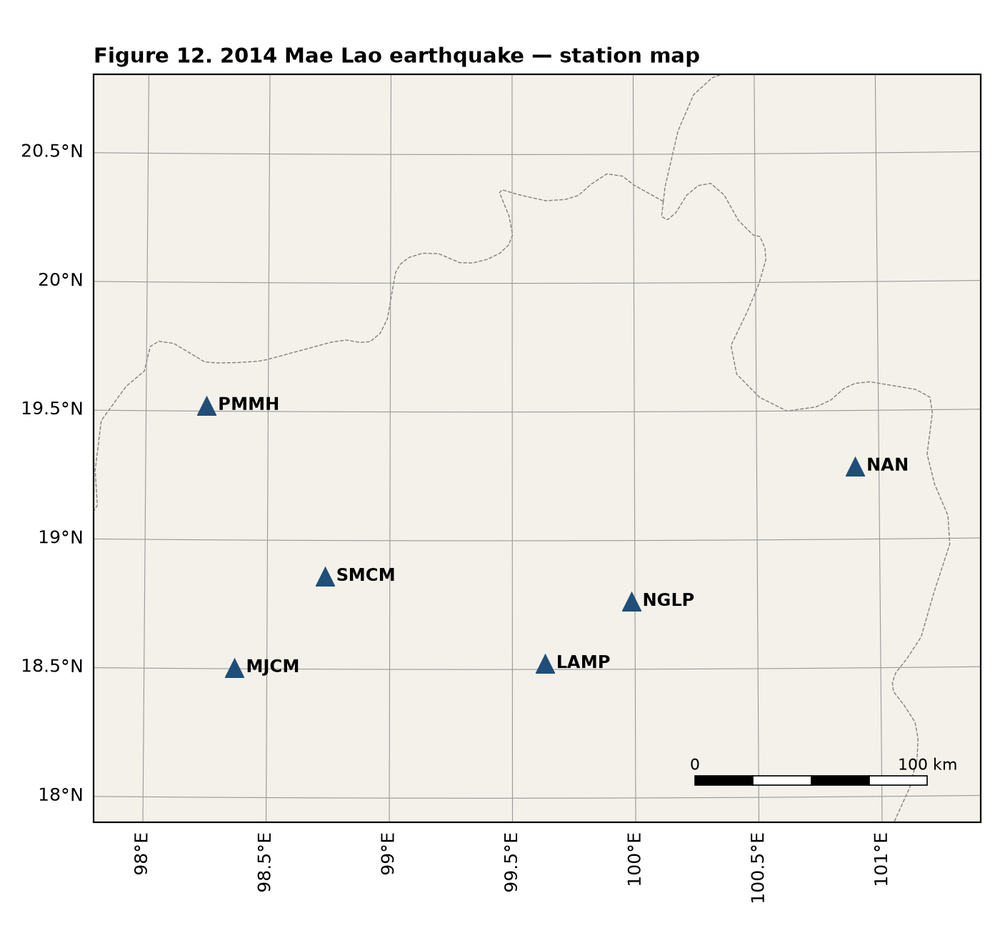 Figure 12. 2014 Mae Lao earthquake — station map
20.5°N
20°N
19.5°N
PMMH
NAN
19°N
SMCM
NGLP
18.5°N
MJCM
LAMP
0
100 km
18°N
98°E
98.5°E
99°E
99.5°E
100°E
100.5°E
101°E